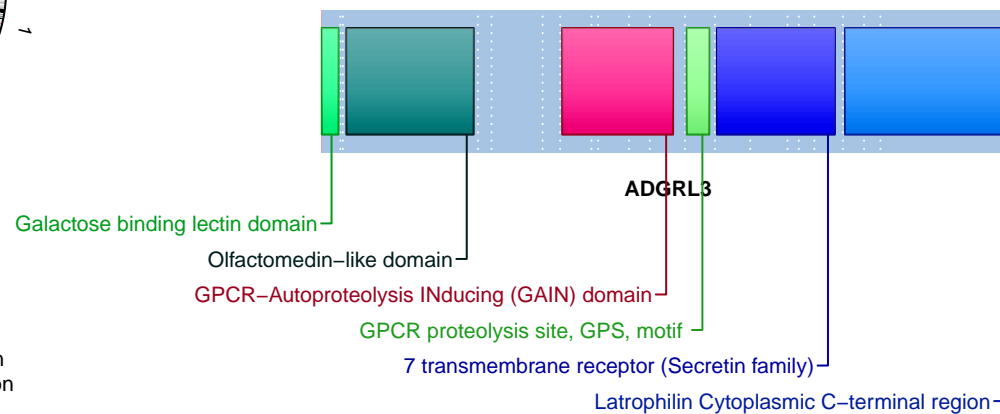 1
ADGRL3
Galactose binding lectin domain
Olfactomedin−like domain
GPCR−Autoproteolysis INducing (GAIN) domain
GPCR proteolysis site, GPS, motif
7 transmembrane receptor (Secretin family)
Latrophilin Cytoplasmic C−terminal region